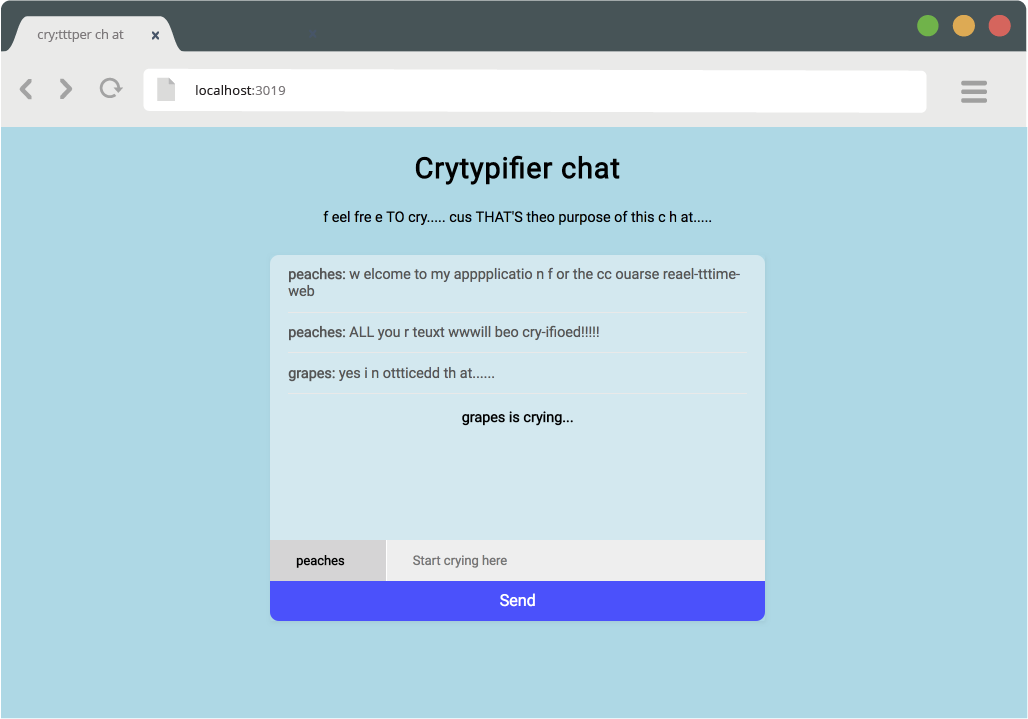 cry;tttper ch at
localhost:3019
Crytypifier chat
f eel fre e TO cry..... cus THAT'S theo purpose of this c h at.....
peaches: w elcome to my apppplicatio n f or the cc ouarse reael-tttime-
web
peaches: ALL you r teuxt wwwill beo cry-ifioed!!!!!
grapes: yes i n ottticedd th at......
grapes is crying...
peaches
Start crying here
Send